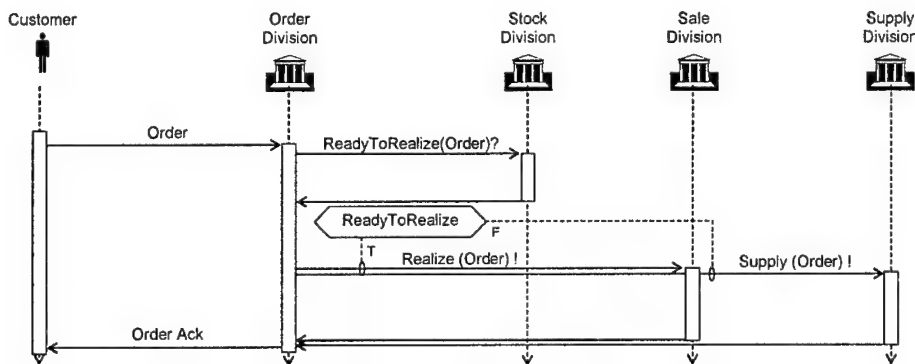 Customer
Order
Division
Stock
Division
Sale
Division
Supply
Division
Order
ReadyToRealize(Order)?
ReadyToRealize
F
T
Realize (Order) !
Supply (Order) !
Order Ack